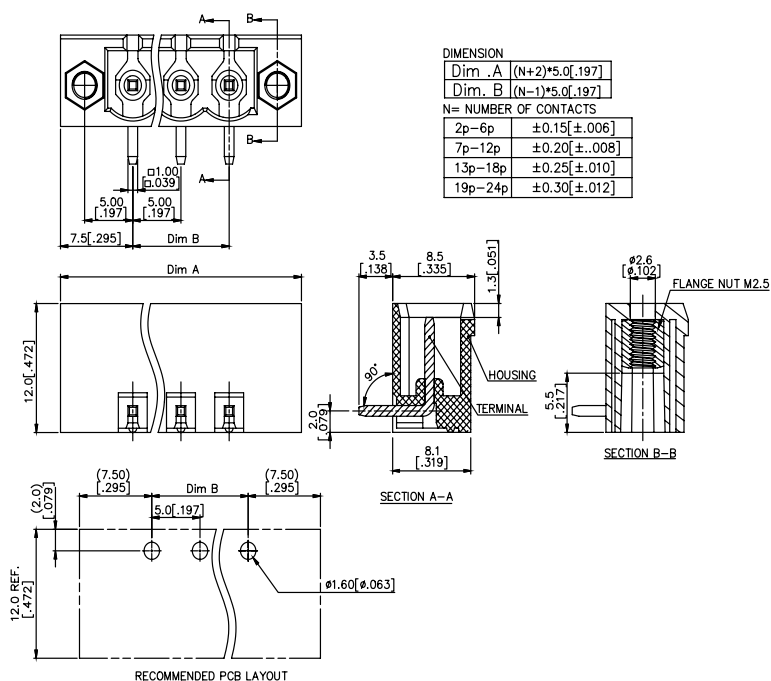 A
B
DIMENSION
Dim .A (N+2)*5.0[.197]
Dim. B (N-1)*5.0[.197]
N= NUMBER OF CONTACTS
2p-6p ±0.15[±.006]
7p-12p ±0.20[±..008]
13p-18p ±0.25[±.010]
19p-24p ±0.30[±.012]
B
A
□1.00
[□.039]
5.00
[.197]
5.00
[.197]
7.5[.295]
Dim B
Dim A
12.0[.472]
3.5
[.138]
8.5
[.335]
1.3[.051]
90°
2.0
[.079]
HOUSING
TERMINAL
8.1
[.319]
SECTION A-A
ø2.6
[ø.102]
FLANGE NUT M2.5
5.5
[.217]
SECTION B-B
(7.50)
[.295]
Dim B
(7.50)
[.295]
(2.0)
[.079]
5.0[.197]
12.0 REF.
[.472]
ø1.60[ø.063]
RECOMMENDED PCB LAYOUT